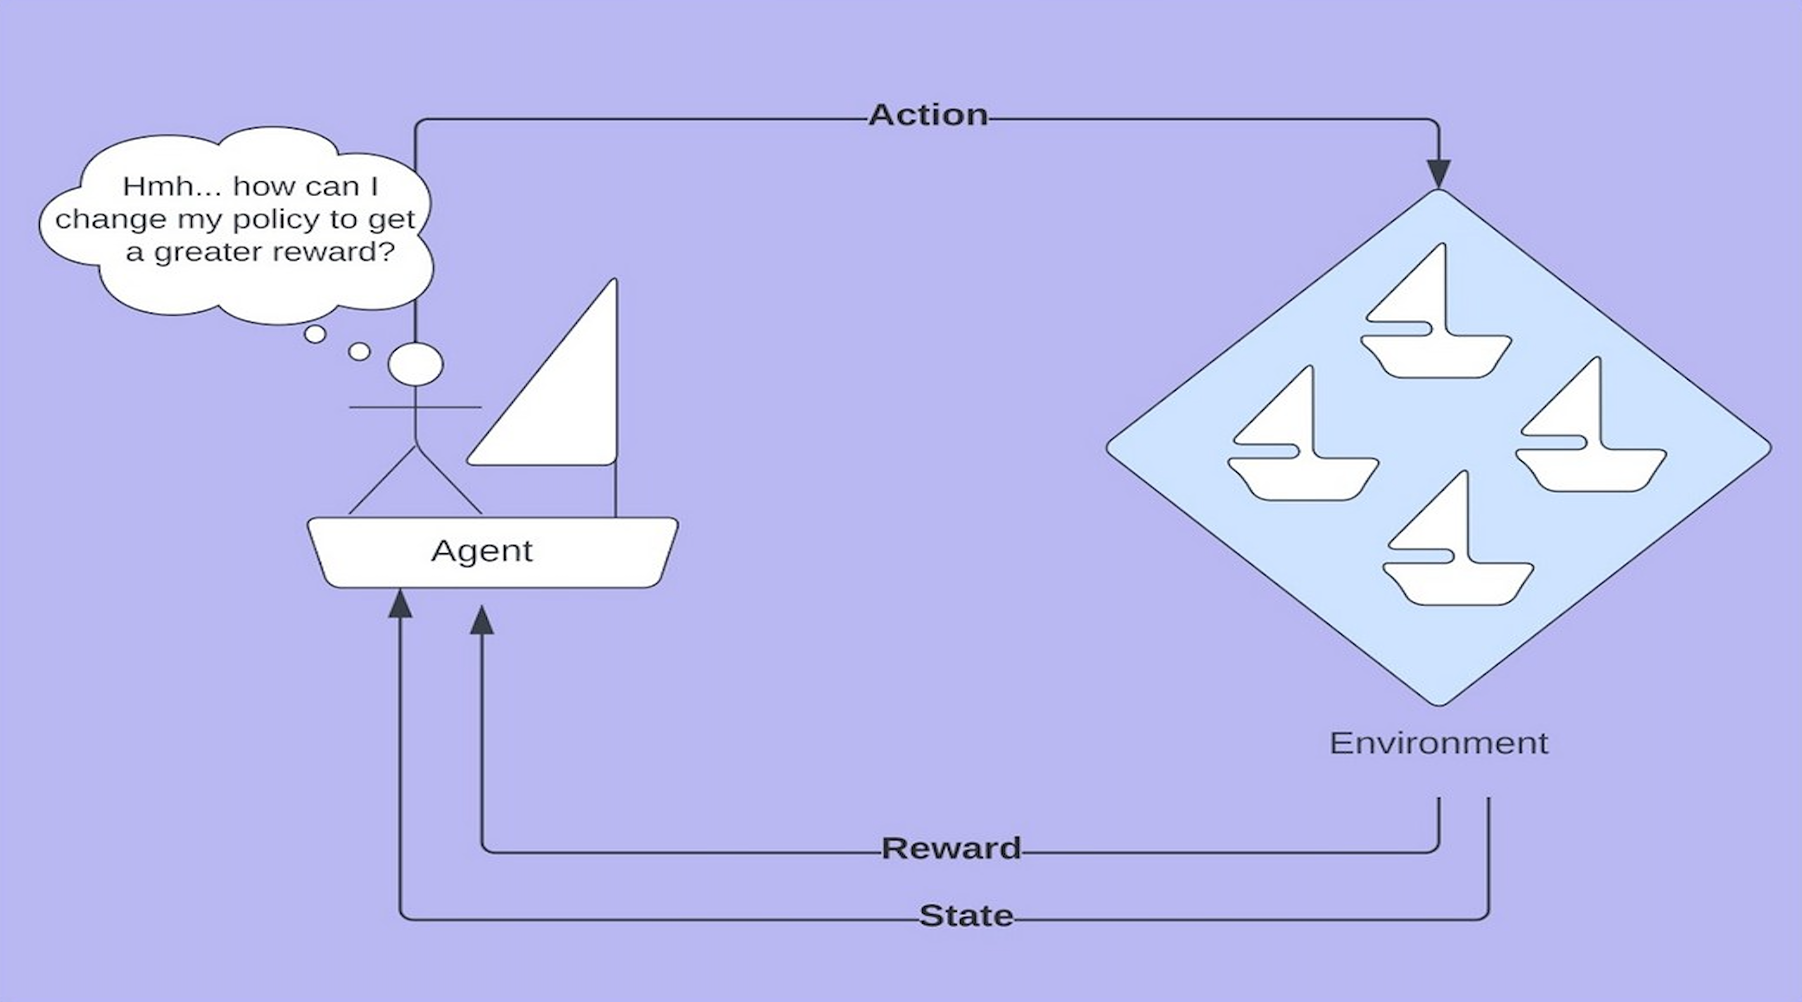 Action
Hmh... how can I
change my policy to get
a greater reward?
Agent
Environment
Reward
State